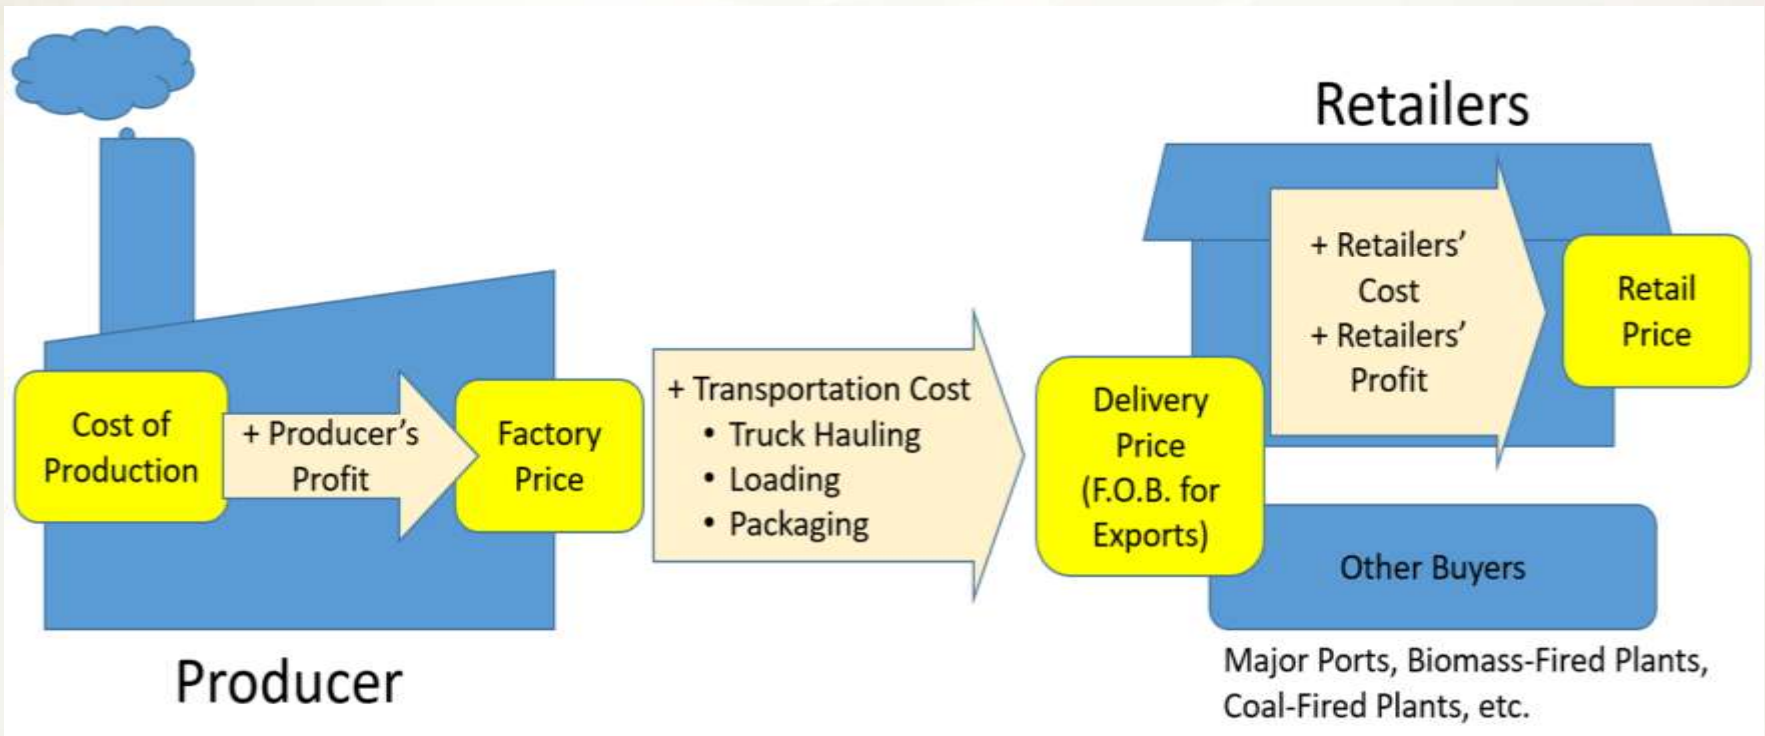 Retailers
Cost of
Production
+ Producer's
Profit
Factory
Price
+ Transportation Cost
• Truck Hauling
• Loading
• Packaging
Delivery
Price
(F.O.B. for
Exports)
+ Retailers'
Cost
+ Retailers'
Profit
Retail
Price
Other Buyers
Major Ports, Biomass-Fired Plants,
Coal-Fired Plants, etc.
Producer